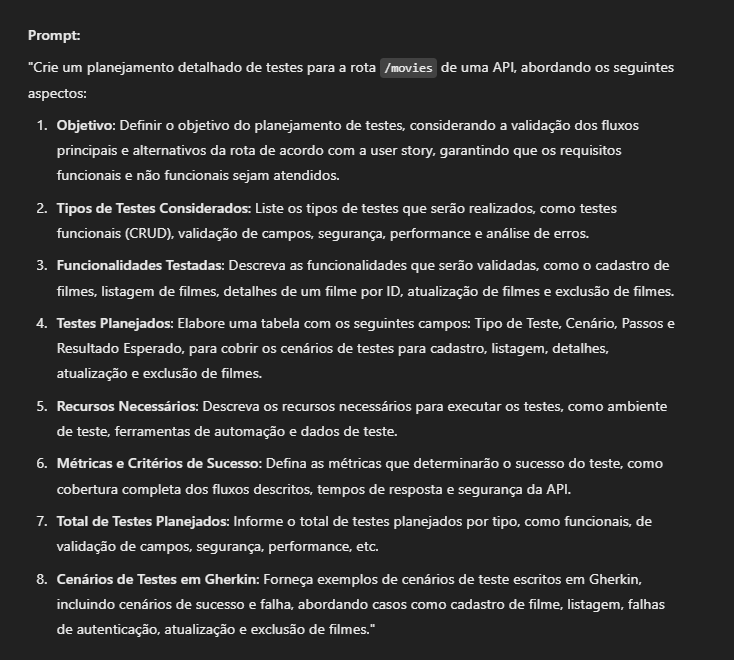 Prompt:
"Crie um planejamento detalhado de testes para a rota /movies de uma API, abordando os seguintes
aspectos:
1. Objetivo: Definir o objetivo do planejamento de testes, considerando a validação dos fluxos
principais e alternativos da rota de acordo com a user story, garantindo que os requisitos
funcionais e não funcionais sejam atendidos.
2. Tipos de Testes Considerados: Liste os tipos de testes que serão realizados, como testes
funcionais (CRUD), validação de campos, segurança, performance e análise de erros.
3. Funcionalidades Testadas: Descreva as funcionalidades que serão validadas, como o cadastro de
filmes, listagem de filmes, detalhes de um filme por ID, atualização de filmes e exclusão de filmes.
4. Testes Planejados: Elabore uma tabela com os seguintes campos: Tipo de Teste, Cenário, Passos e
Resultado Esperado, para cobrir os cenários de testes para cadastro, listagem, detalhes,
atualização e exclusão de filmes.
5. Recursos Necessários: Descreva os recursos necessários para executar os testes, como ambiente
de teste, ferramentas de automação e dados de teste.
6. Métricas e Critérios de Sucesso: Defina as métricas que determinarão o sucesso do teste, como
cobertura completa dos fluxos descritos, tempos de resposta e segurança da API.
7. Total de Testes Planejados: Informe o total de testes planejados por tipo, como funcionais, de
validação de campos, segurança, performance, etc.
8. Cenários de Testes em Gherkin: Forneça exemplos de cenários de teste escritos em Gherkin,
incluindo cenários de sucesso e falha, abordando casos como cadastro de filme, listagem, falhas
de autenticação, atualização e exclusão de filmes."